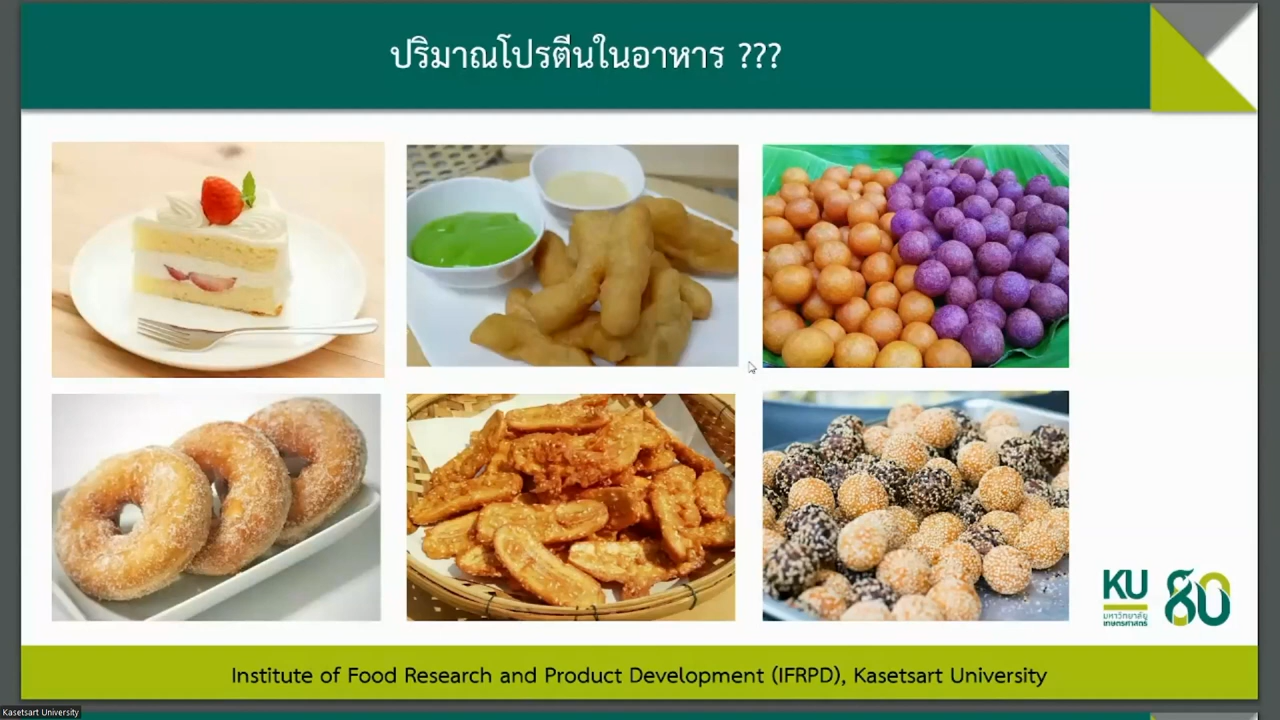 ปริมาณโปรตีนในอาหาร ???
KU
มหาวิทยาลัย
เกษตรศาสตร์
80
Institute of Food Research and Product Development (IFRPD), Kasetsart University
Kasetsart University